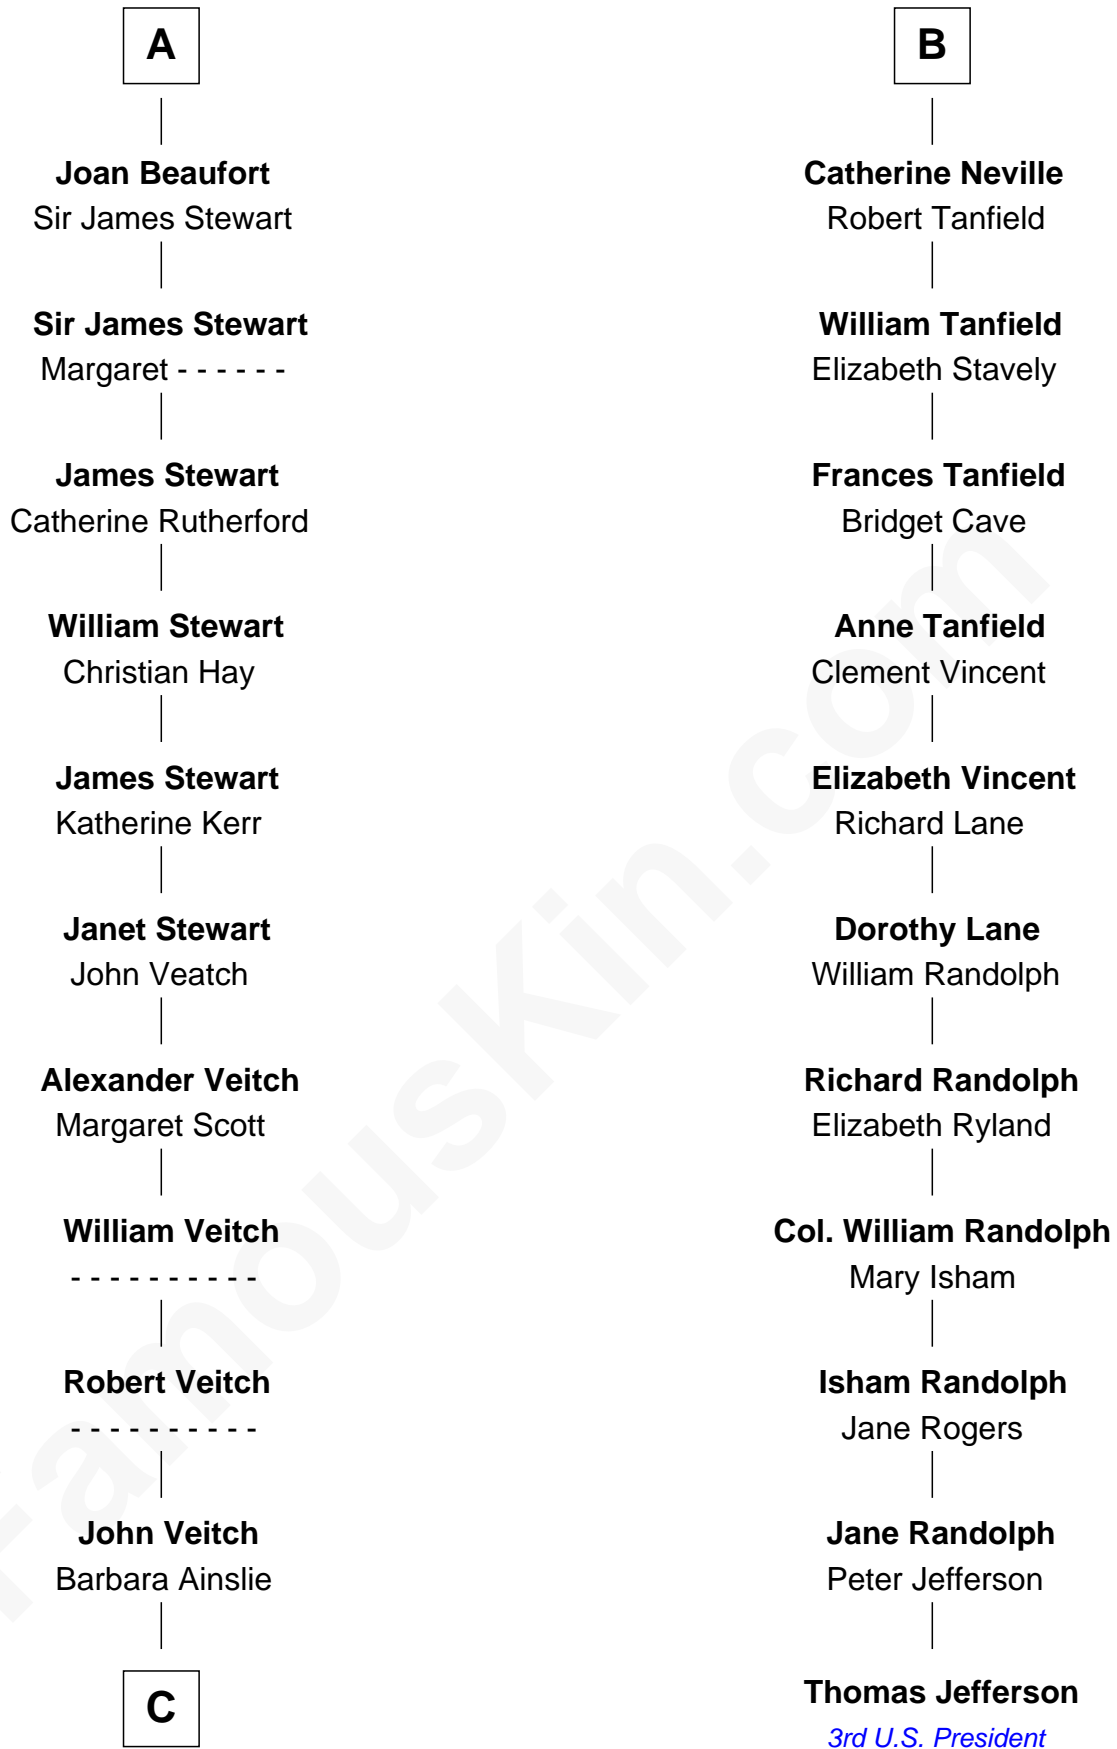 A
Joan Beaufort
Sir James Stewart
Sir James Stewart
Margaret - - - - - -
James Stewart
Catherine Rutherford
William Stewart
Christian Hay
James Stewart
Katherine Kerr
Janet Stewart
John Veatch
Alexander Veitch
Margaret Scott
William Veitch
- - - - - - - - - -
Robert Veitch
- - - - - - - - - -
John Veitch
Barbara Ainslie
C
B
Catherine Neville
Robert Tanfield
William Tanfield
Elizabeth Stavely
Frances Tanfield
Bridget Cave
Anne Tanfield
Clement Vincent
Elizabeth Vincent
Richard Lane
Dorothy Lane
William Randolph
Richard Randolph
Elizabeth Ryland
Col. William Randolph
Mary Isham
Isham Randolph
Jane Rogers
Jane Randolph
Peter Jefferson
Thomas Jefferson
3rd U.S. President
FamousKin.com